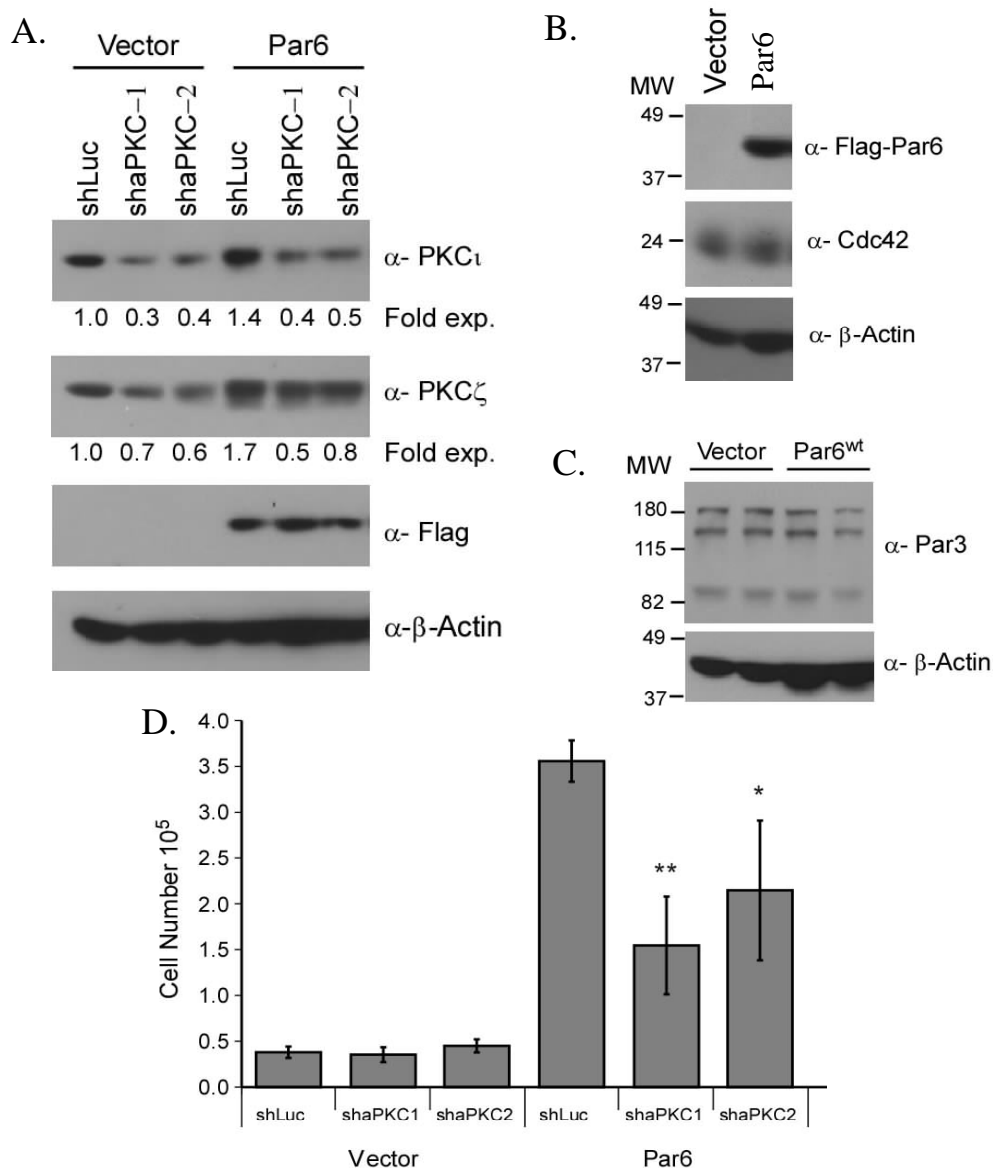 A.
Vector Par6
shLuc shaPKC–1 shaPKC–2 shLuc shaPKC–1 shaPKC–2
α- PKCι
1.0 0.3 0.4 1.4 0.4 0.5 Fold exp.
α- PKCζ
1.0 0.7 0.6 1.7 0.5 0.8 Fold exp.
α- Flag
α-β-Actin
B.
Vector Par6
MW
49
α- Flag-Par6
37
24
α- Cdc42
49
α- β-Actin
37
C.
MW Vector Par6wt
180
α- Par3
115
82
49
α- β-Actin
37
D.
Cell Number 10⁵
4.0
3.5
3.0
2.5
2.0
1.5
1.0
0.5
0.0
** *
shLuc shaPKC1 shaPKC2 shLuc shaPKC1 shaPKC2
Vector Par6